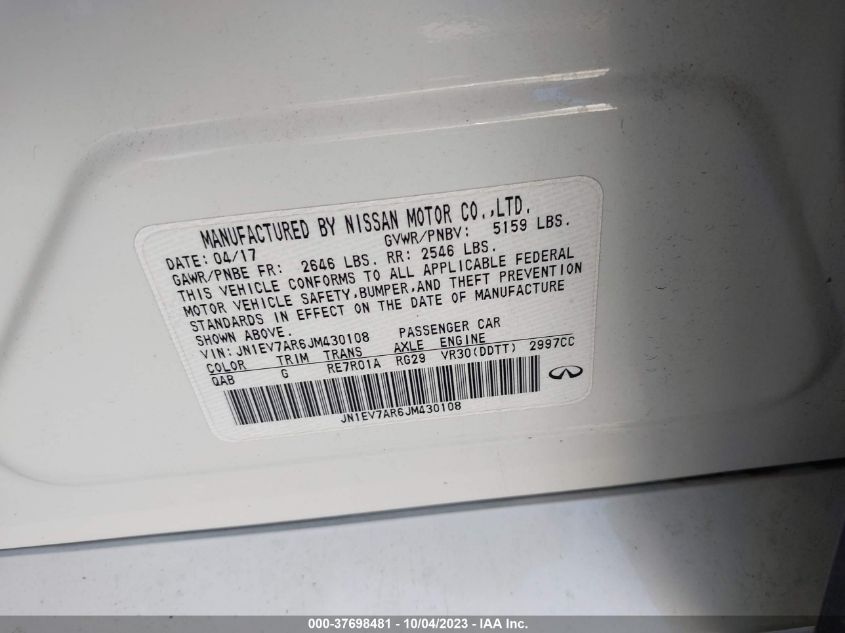 MANUFACTURED BY NISSAN MOTOR CO.,LTD.
DATE: 04/17 GVWR/PNBV: 5159 LBS.
GAWR/PNBE FR: 2646 LBS. RR: 2546 LBS.
THIS VEHICLE CONFORMS TO ALL APPLICABLE FEDERAL
MOTOR VEHICLE SAFETY,BUMPER,AND THEFT PREVENTION
STANDARDS IN EFFECT ON THE DATE OF MANUFACTURE
SHOWN ABOVE.
VIN: JN1EV7AR6JM430108 PASSENGER CAR
COLOR TRIM TRANS AXLE ENGINE
QAB G RE7R01A RG29 VR30(DDTT) 2997CC
JN1EV7AR6JM430108
000-37698481 - 10/04/2023 - IAA Inc.